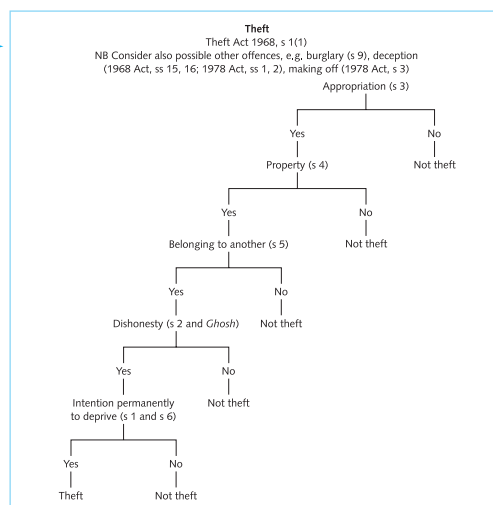 Theft
Theft Act 1968, s 1(1)
NB Consider also possible other offences, e,g, burglary (s 9), deception
(1968 Act, ss 15, 16; 1978 Act, ss 1, 2), making off (1978 Act, s 3)
Appropriation (s 3)
Yes No
Property (s 4) Not theft
Yes No
Belonging to another (s 5) Not theft
Yes No
Dishonesty (s 2 and Ghosh) Not theft
Yes No
Intention permanently Not theft
to deprive (s 1 and s 6)
Yes No
Theft Not theft